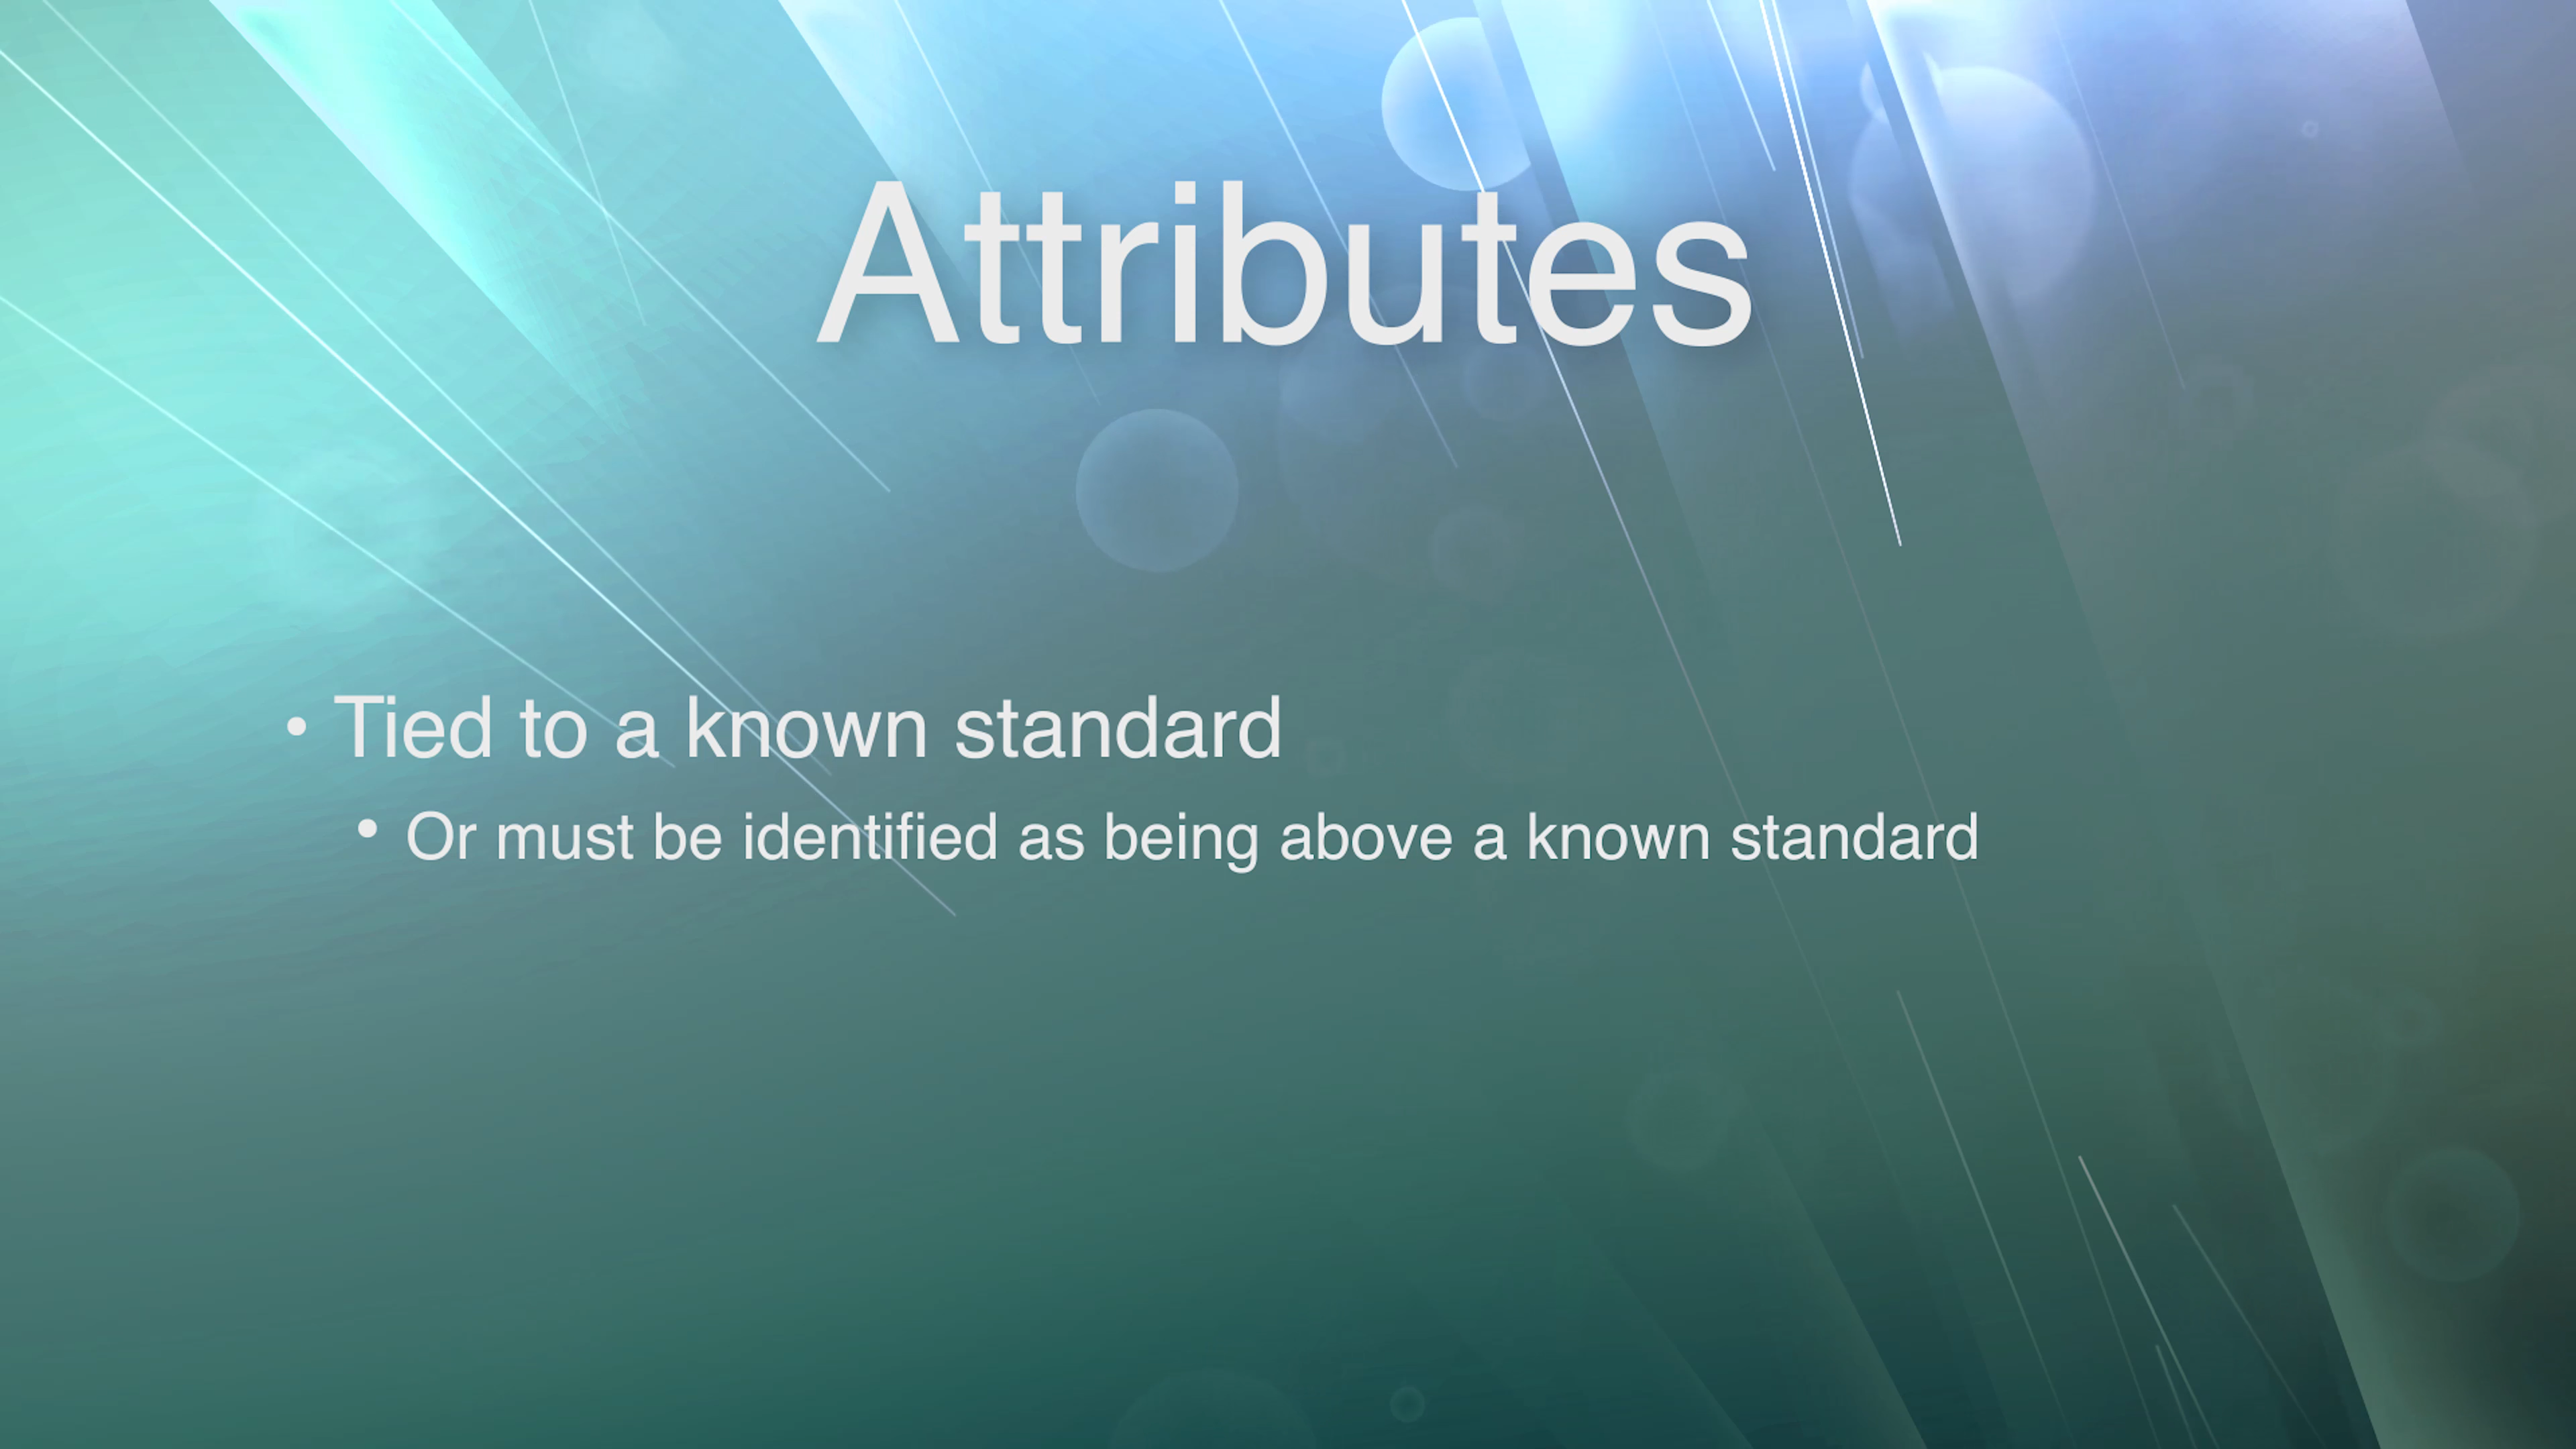 Attributes
• Tied to a known standard
• Or must be identified as being above a known standard